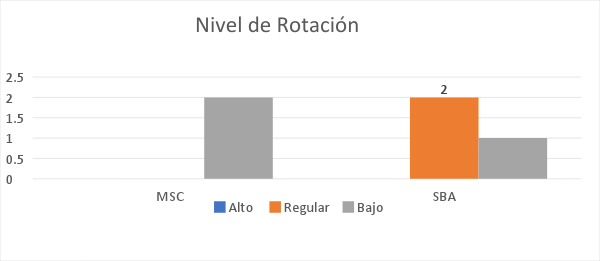 Nivel de Rotación
2.5
2
1.5
1
0.5
0
2
MSC
SBA
Alto
Regular
Bajo